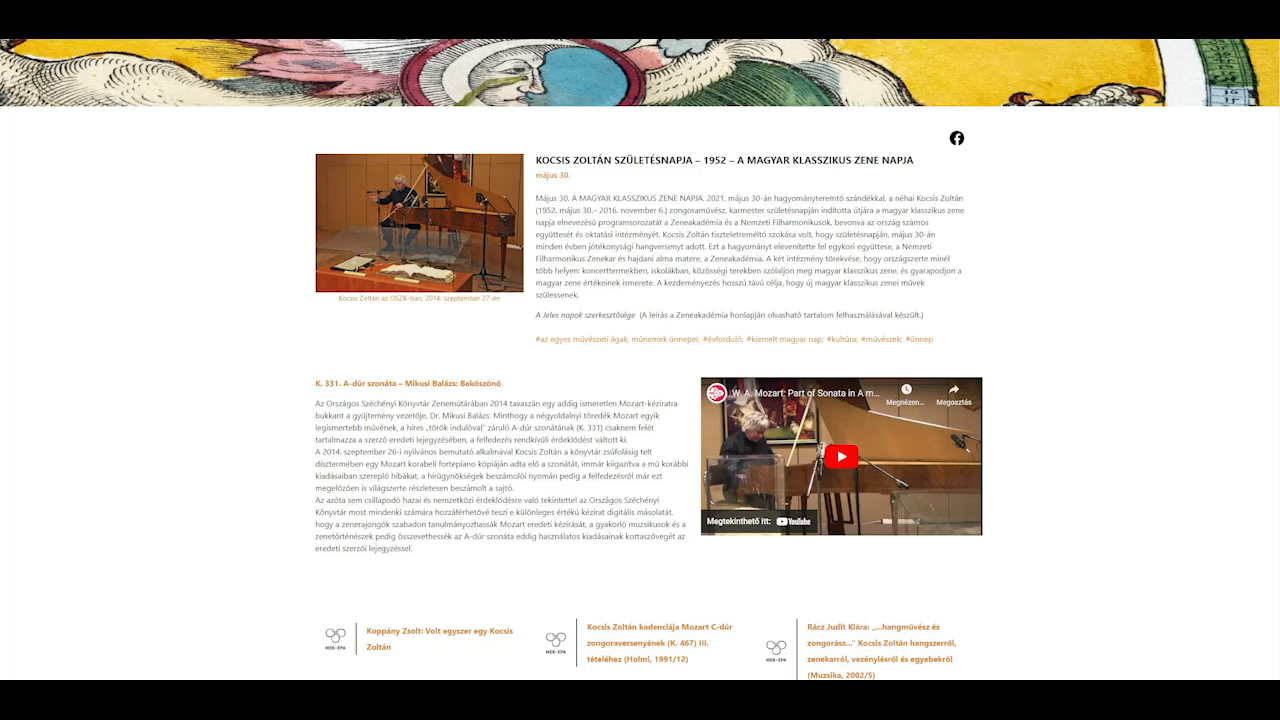 KOCSIS ZOLTÁN SZÜLETÉSNAPJA – 1952 – A MAGYAR KLASSZIKUS ZENE NAPJA
május 30.
Május 30. A MAGYAR KLASSZIKUS ZENE NAPJA. 2021. május 30-án hagyományteremtő szándékkal, a néhai Kocsis Zoltán
(1952. május 30.– 2016. november 6.) zongoraművész, karmester születésnapján indította útjára a magyar klasszikus zene
napja elnevezésű programsorozatát a Zeneakadémia és a Nemzeti Filharmonikusok, bevonva az ország számos
együttesét és oktatási intézményét. Kocsis Zoltán tiszteletreméltó szokása volt, hogy születésnapján, május 30-án
minden évben jótékonysági hangversenyt adott. Ezt a hagyományt elevenítette fel egykori együttese, a Nemzeti
Filharmonikus Zenekar és hajdani alma matere, a Zeneakadémia. A két intézmény törekvése, hogy országszerte minél
több helyen: koncerttermekben, iskolákban, közösségi terekben szólaljon meg magyar klasszikus zene, és gyarapodjon a
magyar zene értékeinek ismerete. A kezdeményezés hosszú távú célja, hogy új magyar klasszikus zenei művek
szülessenek.
Kocsis Zoltán az OSZK-ban, 2014. szeptember 27-én
A Jeles napok szerkesztősége (A leírás a Zeneakadémia honlapján olvasható tartalom felhasználásával készült.)
#az egyes művészeti ágak, műnemek ünnepei; #évforduló; #kiemelt magyar nap; #kultúra; #művészek; #ünnep
K. 331. A-dúr szonáta – Mikusi Balázs: Beköszönő
Az Országos Széchényi Könyvtár Zeneműtárában 2014 tavaszán egy addig ismeretlen Mozart-kéziratra
bukkant a gyűjtemény vezetője, Dr. Mikusi Balázs. Minthogy a négyoldalnyi töredék Mozart egyik
legismertebb művének, a híres „török indulóval” záruló A-dúr szonátának (K. 331) csaknem felét
tartalmazta a szerző eredeti lejegyzésében, a felfedezés rendkívüli érdeklődést váltott ki.
A 2014. szeptember 26-i nyilvános bemutató alkalmával Kocsis Zoltán a könyvtár zsúfolásig telt
dísztermében egy Mozart korabeli fortepiano kópiáján adta elő a szonátát, immár kiigazítva a mű korábbi
kiadásaiban szereplő hibákat, a hírügynökségek beszámolói nyomán pedig a felfedezésről már ezt
megelőzően is világszerte részletesen beszámolt a sajtó.
Az azóta sem csillapodó hazai és nemzetközi érdeklődésre való tekintettel az Országos Széchényi
Könyvtár most mindenki számára hozzáférhetővé teszi e különleges értékű kézirat digitális másolatát,
hogy a zenerajongók szabadon tanulmányozhassák Mozart eredeti kézírását, a gyakorló muzsikusok és a
zenetörténészek pedig összevethessék az A-dúr szonáta eddig használatos kiadásainak kottaszövegét az
eredeti szerzői lejegyzéssel.
W. A. Mozart: Part of Sonata in A m...
Megnézen...
Megosztás
Megtekinthető itt: YouTube
MEK-EPA
Koppány Zsolt: Volt egyszer egy Kocsis
Zoltán
MEK-EPA
Kocsis Zoltán kadenciája Mozart C-dúr
zongoraversenyének (K. 467) III.
tételéhez (Holmi, 1991/12)
MEK-EPA
Rácz Judit Klára: „...hangművész és
zongorász...” Kocsis Zoltán hangszerről,
zenekarról, vezénylésről és egyebekről
(Muzsika, 2002/5)